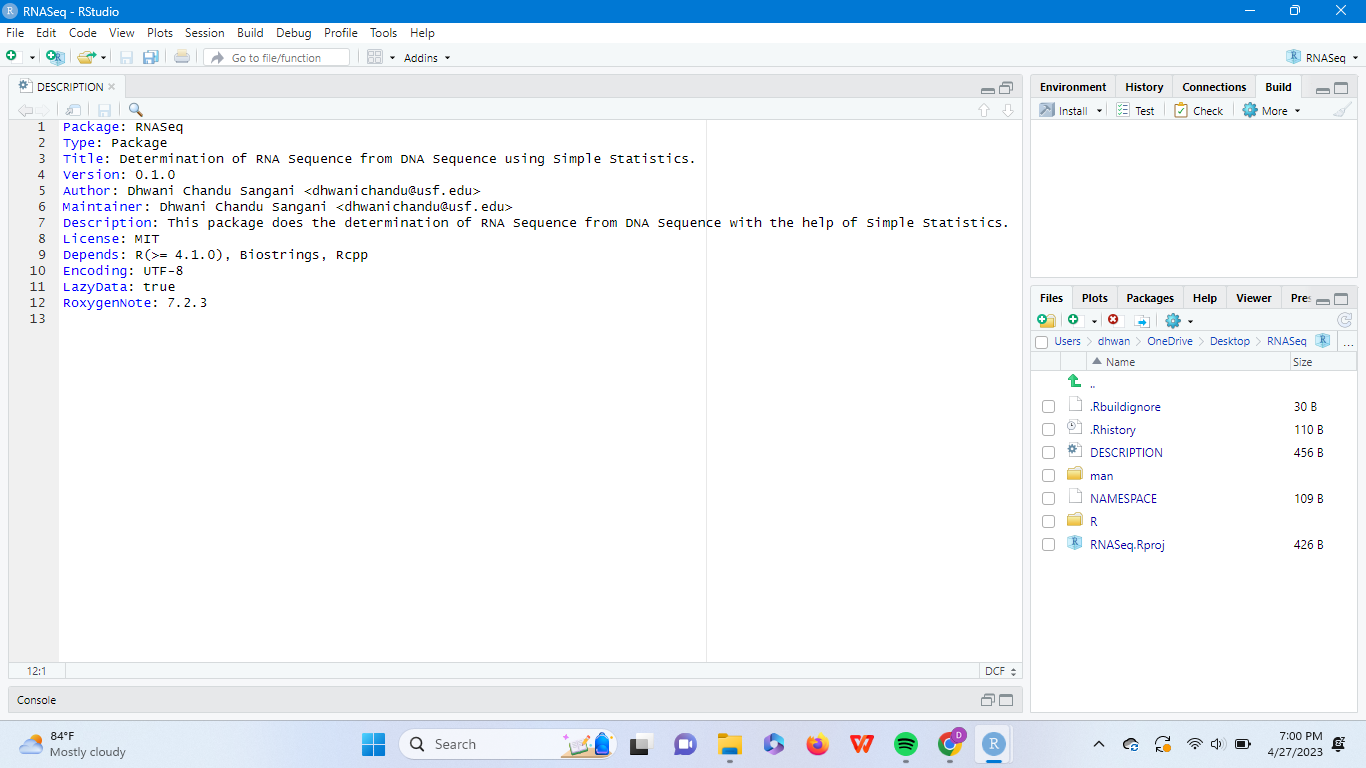 RNASeq - RStudio
File Edit Code View Plots Session Build Debug Profile Tools Help
Go to file/function Addins RNASeq
DESCRIPTION
1 Package: RNASeq
2 Type: Package
3 Title: Determination of RNA Sequence from DNA Sequence using Simple Statistics.
4 Version: 0.1.0
5 Author: Dhwani Chandu Sangani <dhwanichandu@usf.edu>
6 Maintainer: Dhwani Chandu Sangani <dhwanichandu@usf.edu>
7 Description: This package does the determination of RNA Sequence from DNA Sequence with the help of Simple Statistics.
8 License: MIT
9 Depends: R(>= 4.1.0), Biostrings, Rcpp
10 Encoding: UTF-8
11 LazyData: true
12 RoxygenNote: 7.2.3
13
12:1 DCF
Console
Environment History Connections Build
Install Test Check More
Files Plots Packages Help Viewer Pres
Users dhwan OneDrive Desktop RNASeq ...
Name Size
..
.Rbuildignore 30 B
.Rhistory 110 B
DESCRIPTION 456 B
man
NAMESPACE 109 B
R
RNASeq.Rproj 426 B
84°F
Mostly cloudy
Search
D
R
7:00 PM
4/27/2023